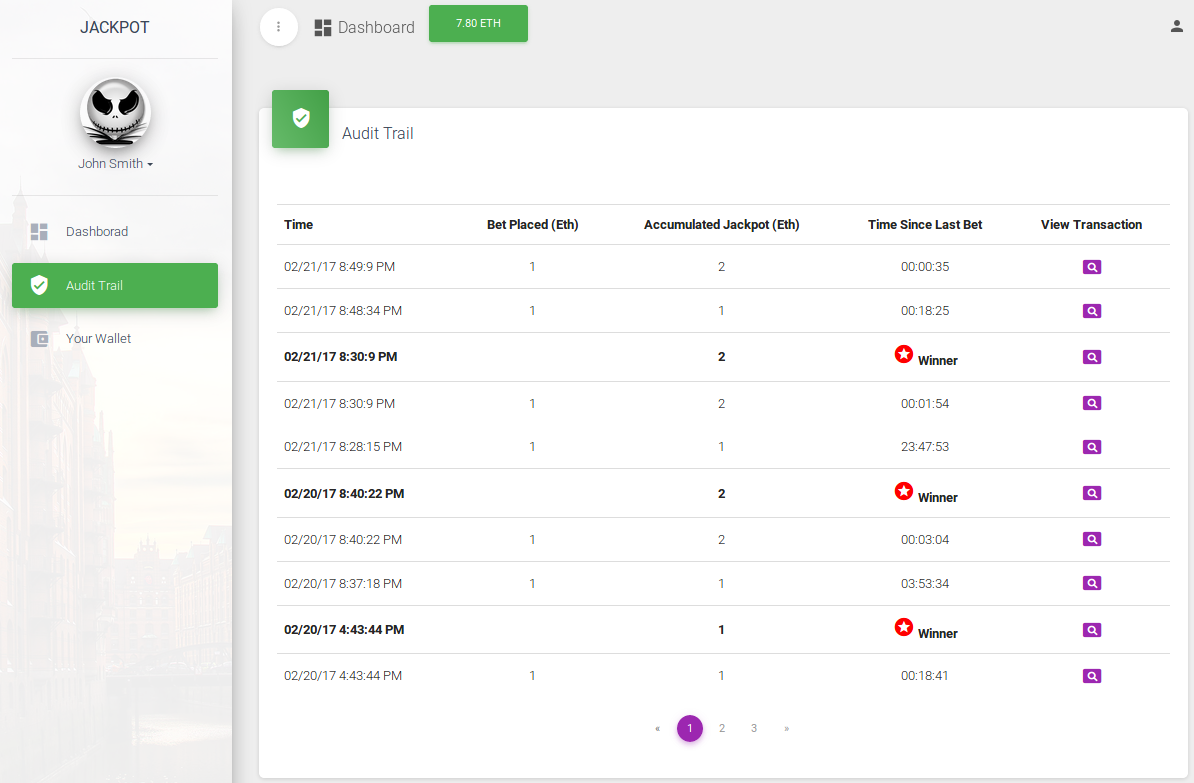 JACKPOT
Dashboard
7.80 ETH
John Smith
Dashborad
Audit Trail
Your Wallet
Audit Trail
Time Bet Placed (Eth) Accumulated Jackpot (Eth) Time Since Last Bet View Transaction
02/21/17 8:49:9 PM 1 2 00:00:35
02/21/17 8:48:34 PM 1 1 00:18:25
02/21/17 8:30:9 PM 2 Winner
02/21/17 8:30:9 PM 1 2 00:01:54
02/21/17 8:28:15 PM 1 1 23:47:53
02/20/17 8:40:22 PM 2 Winner
02/20/17 8:40:22 PM 1 2 00:03:04
02/20/17 8:37:18 PM 1 1 03:53:34
02/20/17 4:43:44 PM 1 Winner
02/20/17 4:43:44 PM 1 1 00:18:41
« 1 2 3 »